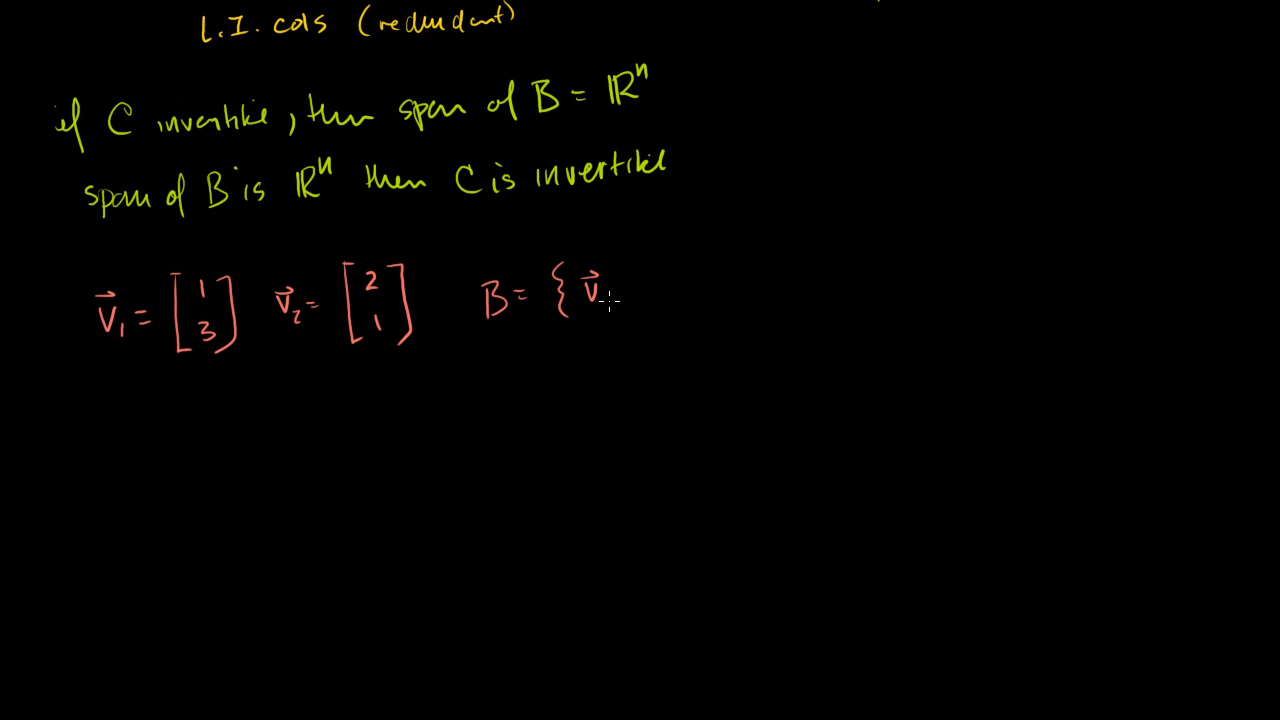 L.I. cols (redundant)
if C invertible, then span of B = ℝⁿ
span of B is ℝⁿ then C is invertible
v⃗₁ = [1 3] v⃗₂ = [2 1] B = { v⃗